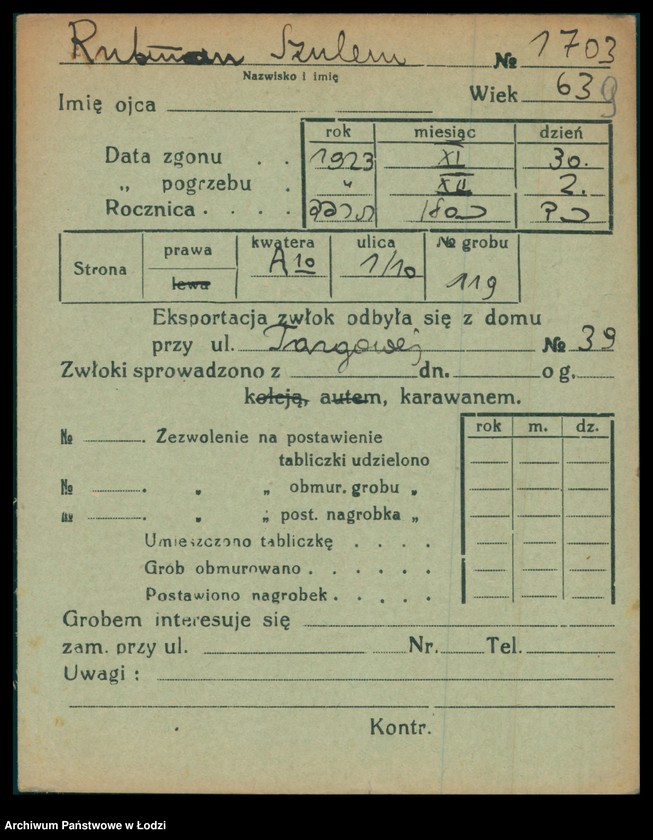 Rubman Szulem № 1703
Nazwisko i imię
Imię ojca Wiek 63
rok miesiąc dzień
Data zgonu . . 1923 XI 30.
„ pogrzebu . " XII 2.
Rocznica . . . .
Strona prawa lewa kwatera A10 ulica 1/10 № grobu 119
Eksportacja zwłok odbyła się z domu
przy ul. Targowej № 39
Zwłoki sprowadzono z dn. o g.
koleją, autem, karawanem.
rok m. dz.
№ . Zezwolenie na postawienie
tabliczki udzielono
№ . „ „ obmur. grobu „
№ . „ „ post. nagrobka „
Umieszczono tabliczkę . . . .
Grób obmurowano . . . . . .
Postawiono nagrobek . . . . .
Grobem interesuje się
zam. przy ul. Nr. Tel.
Uwagi :
Kontr.
Archiwum Państwowe w Łodzi